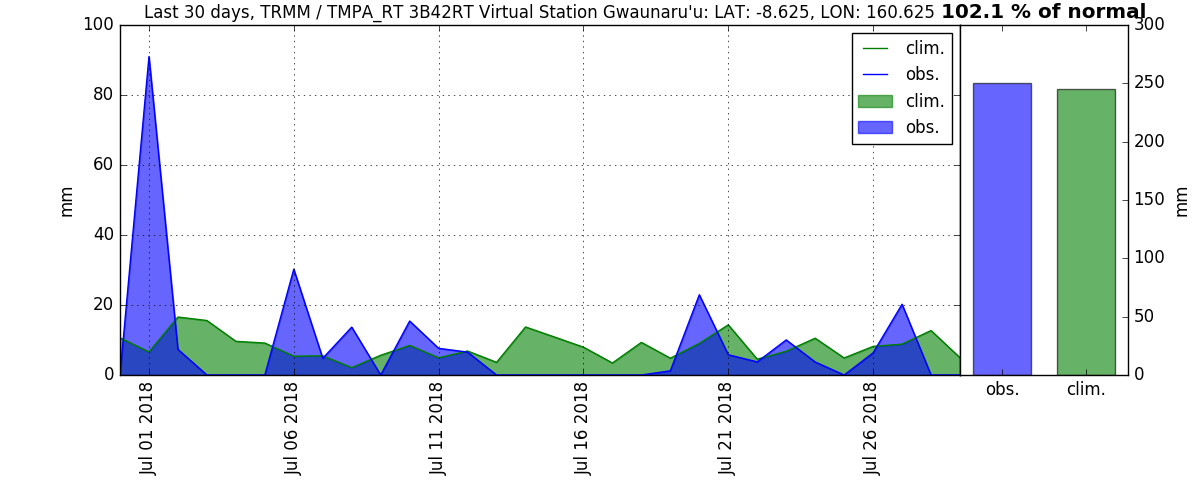 Last 30 days, TRMM / TMPA_RT 3B42RT Virtual Station Gwaunaru'u: LAT: -8.625, LON: 160.625 102.1 % of normal
100
80
60
40
20
0
mm
clim.
obs.
clim.
obs.
300
250
200
150
100
50
0
mm
Jul 01 2018
Jul 06 2018
Jul 11 2018
Jul 16 2018
Jul 21 2018
Jul 26 2018
obs.
clim.